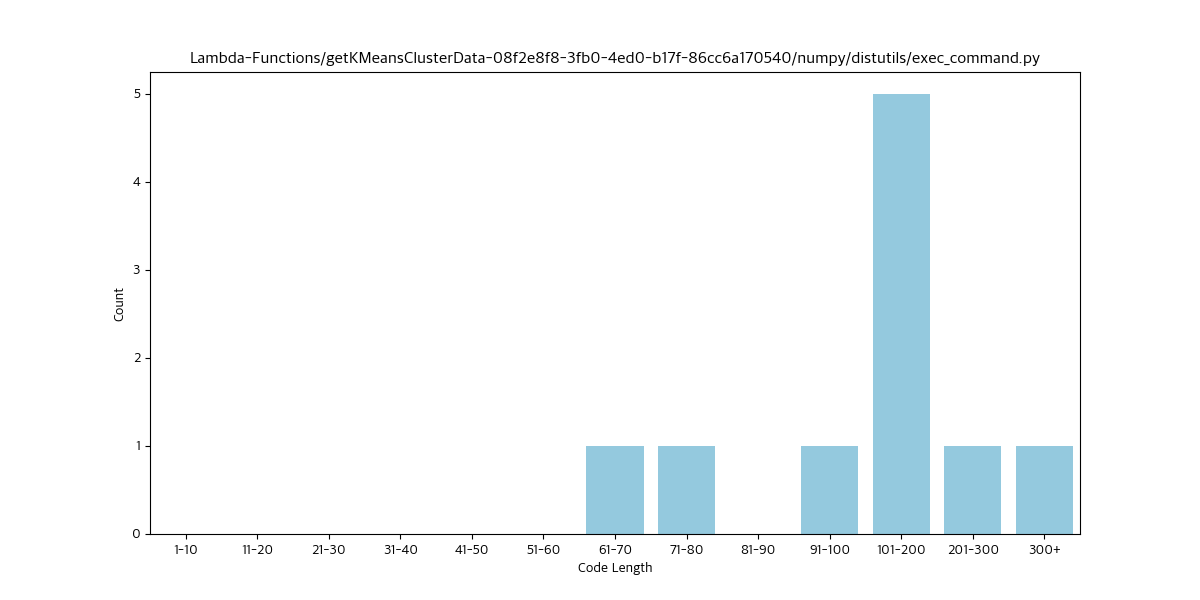 Lambda-Functions/getKMeansClusterData-08f2e8f8-3fb0-4ed0-b17f-86cc6a170540/numpy/distutils/exec_command.py
5
4
3
2
1
0
Count
1-10 11-20 21-30 31-40 41-50 51-60 61-70 71-80 81-90 91-100 101-200 201-300 300+
Code Length